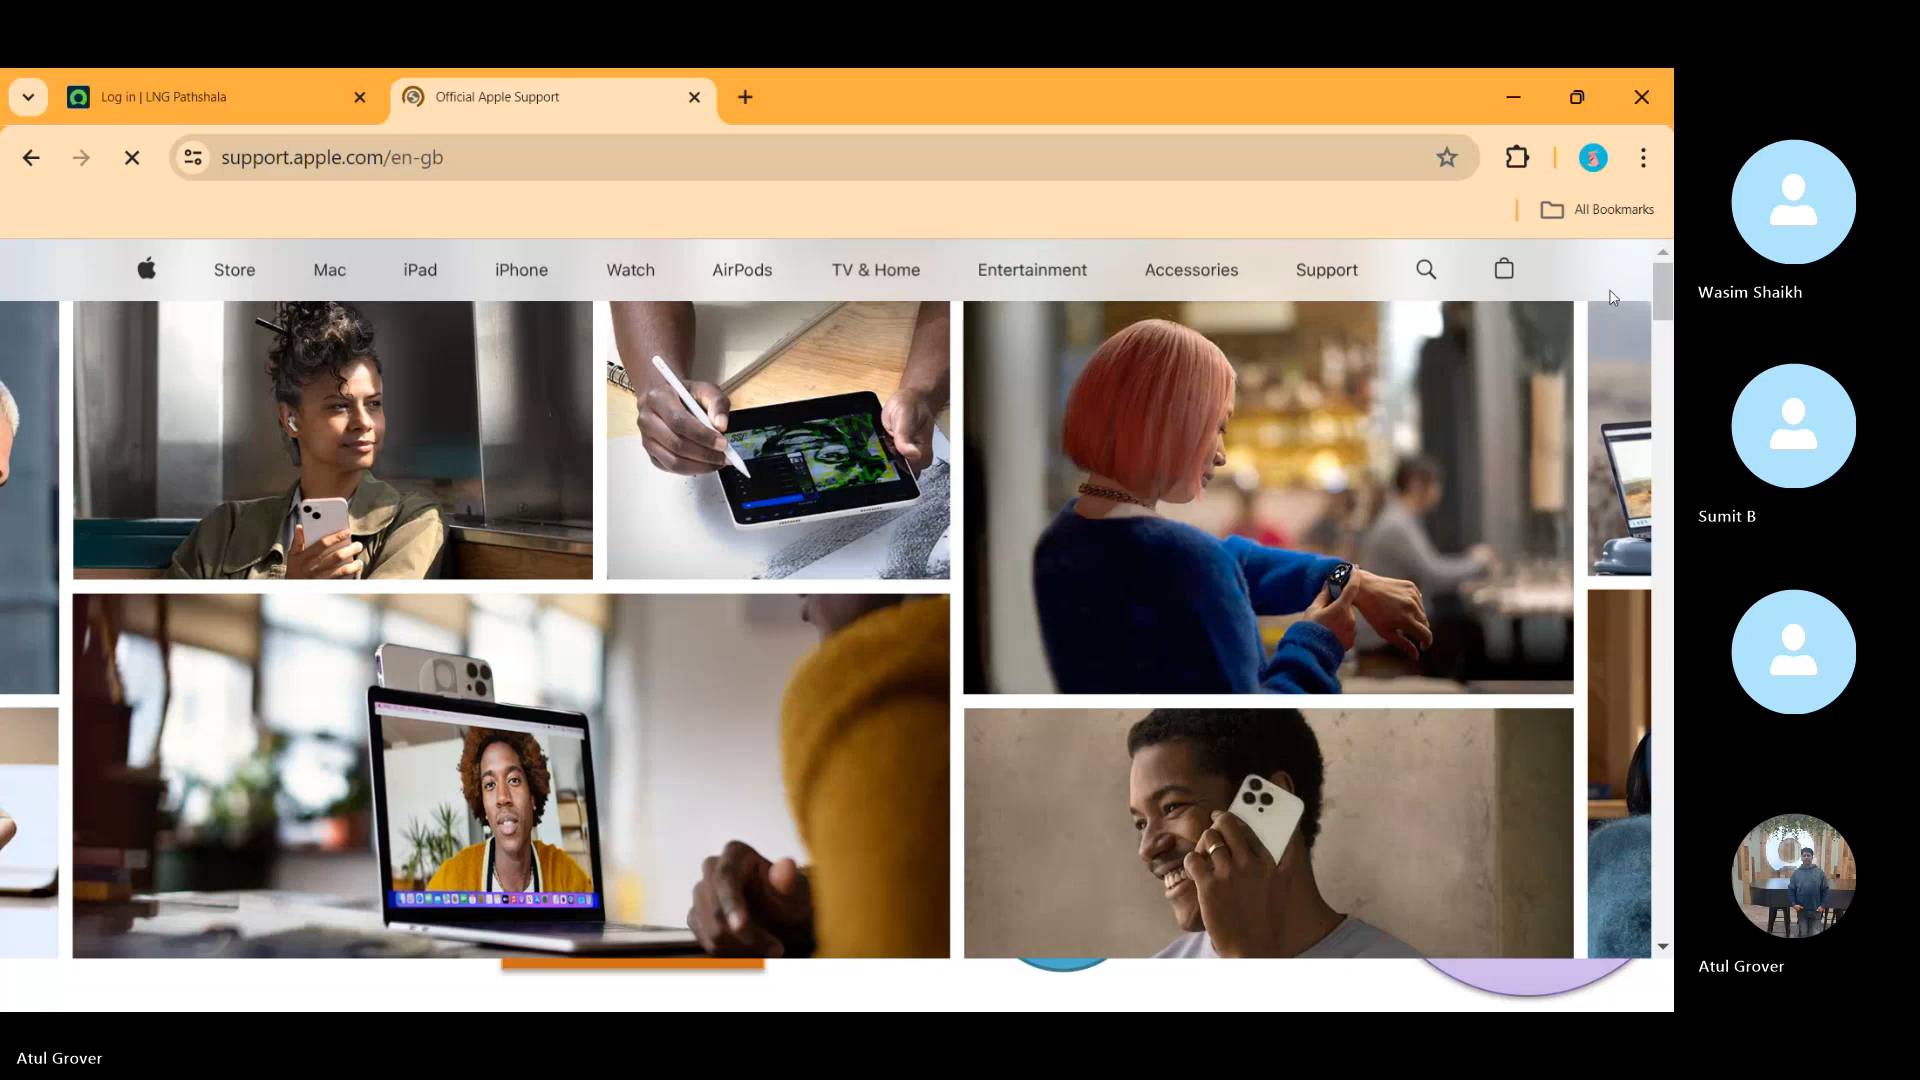 Log in | LNG Pathshala
Official Apple Support
support.apple.com/en-gb
All Bookmarks
Store Mac iPad iPhone Watch AirPods TV & Home Entertainment Accessories Support
Wasim Shaikh
Sumit B
Atul Grover
Atul Grover